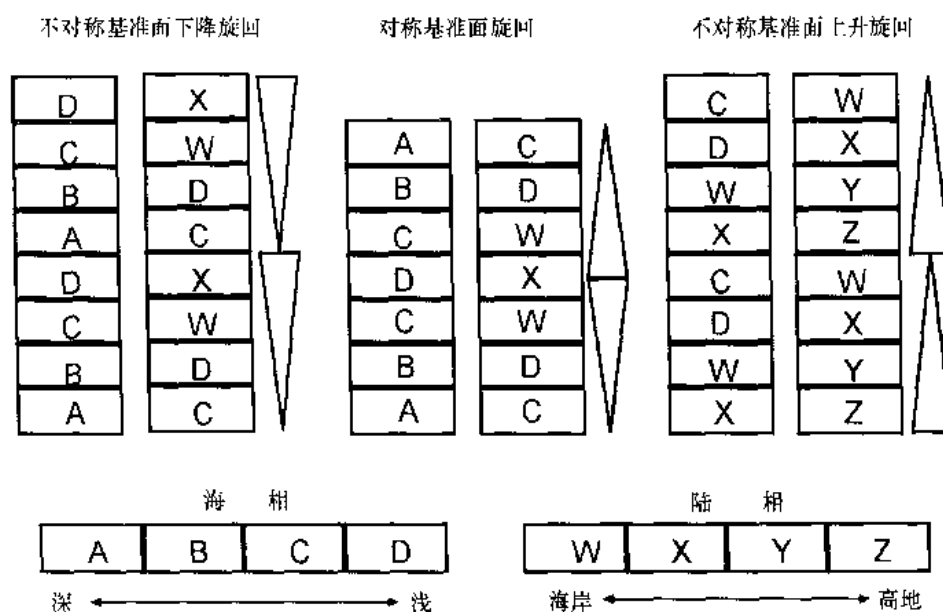 不对称基准面下降旋回 对称基准面旋回 不对称基准面上升旋回
D X C W
C W A C D X
B D B D W Y
A C C W X Z
D X D X C W
C W C W D X
B D B D W Y
A C A C X Z
海 相 陆 相
A B C D W X Y Z
深 浅 海岸 高地